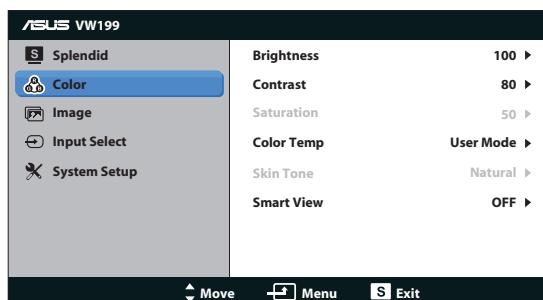 ASUS VW199
S Splendid
Color
Image
Input Select
System Setup
Brightness 100
Contrast 80
Saturation 50
Color Temp User Mode
Skin Tone Natural
Smart View OFF
Move Menu S Exit